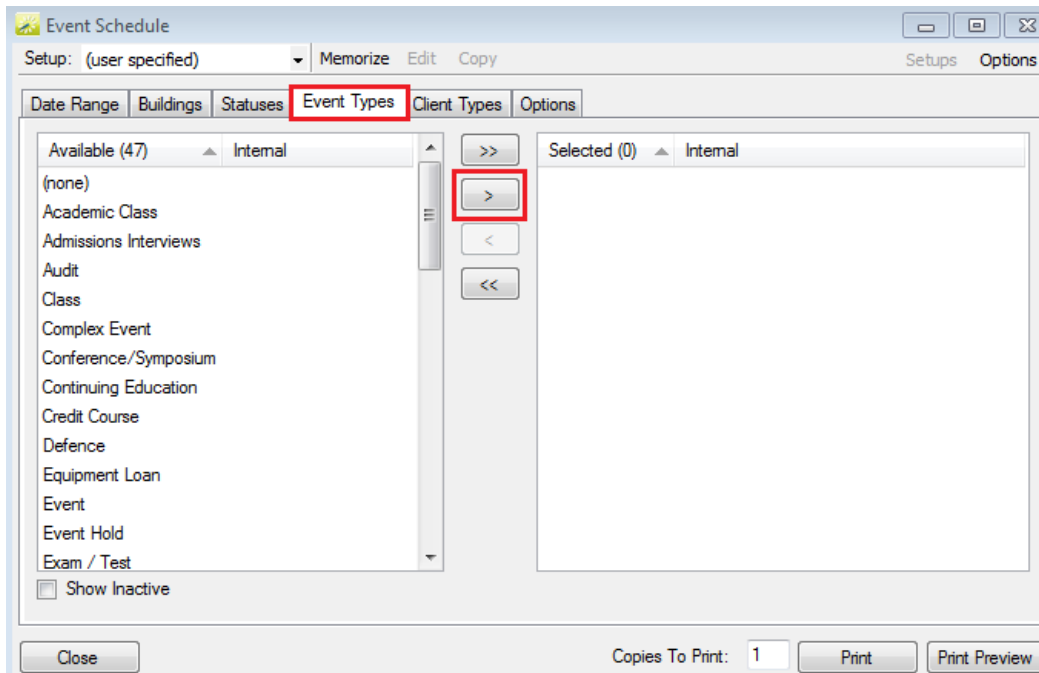 Event Schedule
Setup: (user specified) Memorize Edit Copy Setups Options
Date Range Buildings Statuses Event Types Client Types Options
Available (47) Internal >> Selected (0) Internal
(none)
>
Academic Class
Admissions Interviews <
Audit
<<
Class
Complex Event
Conference/Symposium
Continuing Education
Credit Course
Defence
Equipment Loan
Event
Event Hold
Exam / Test
Show Inactive
Close Copies To Print: 1 Print Print Preview